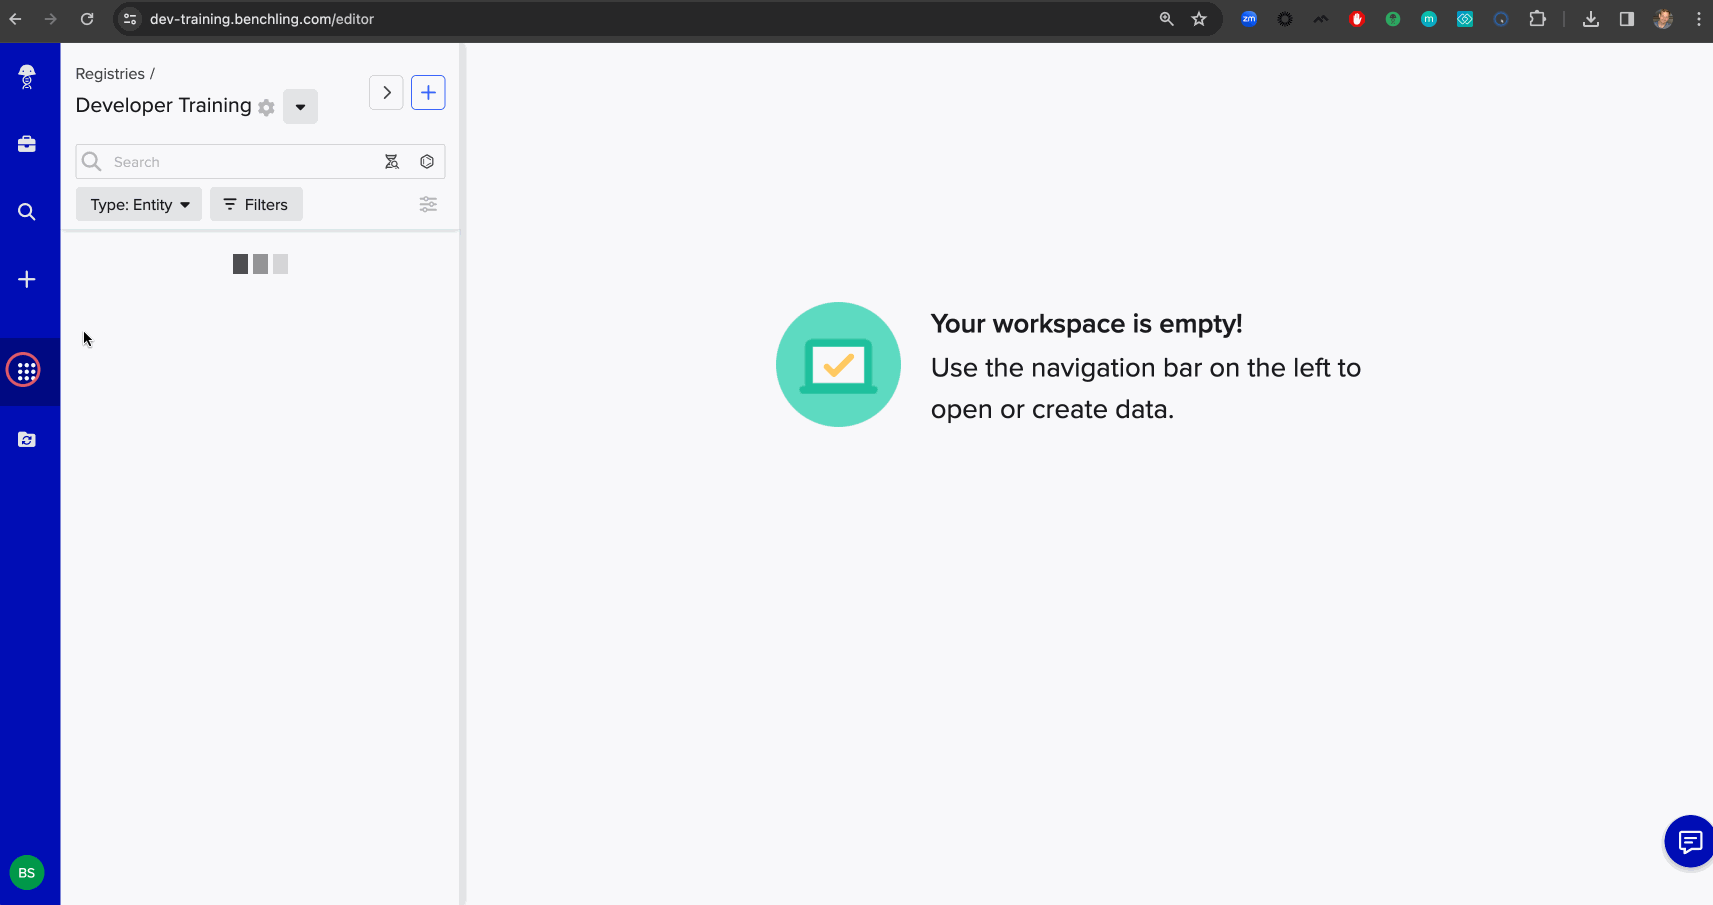 dev-training.benchling.com/editor
zm
m
Registries /
Developer Training
Search
Type: Entity
Filters
Your workspace is empty!
Use the navigation bar on the left to
open or create data.
BS